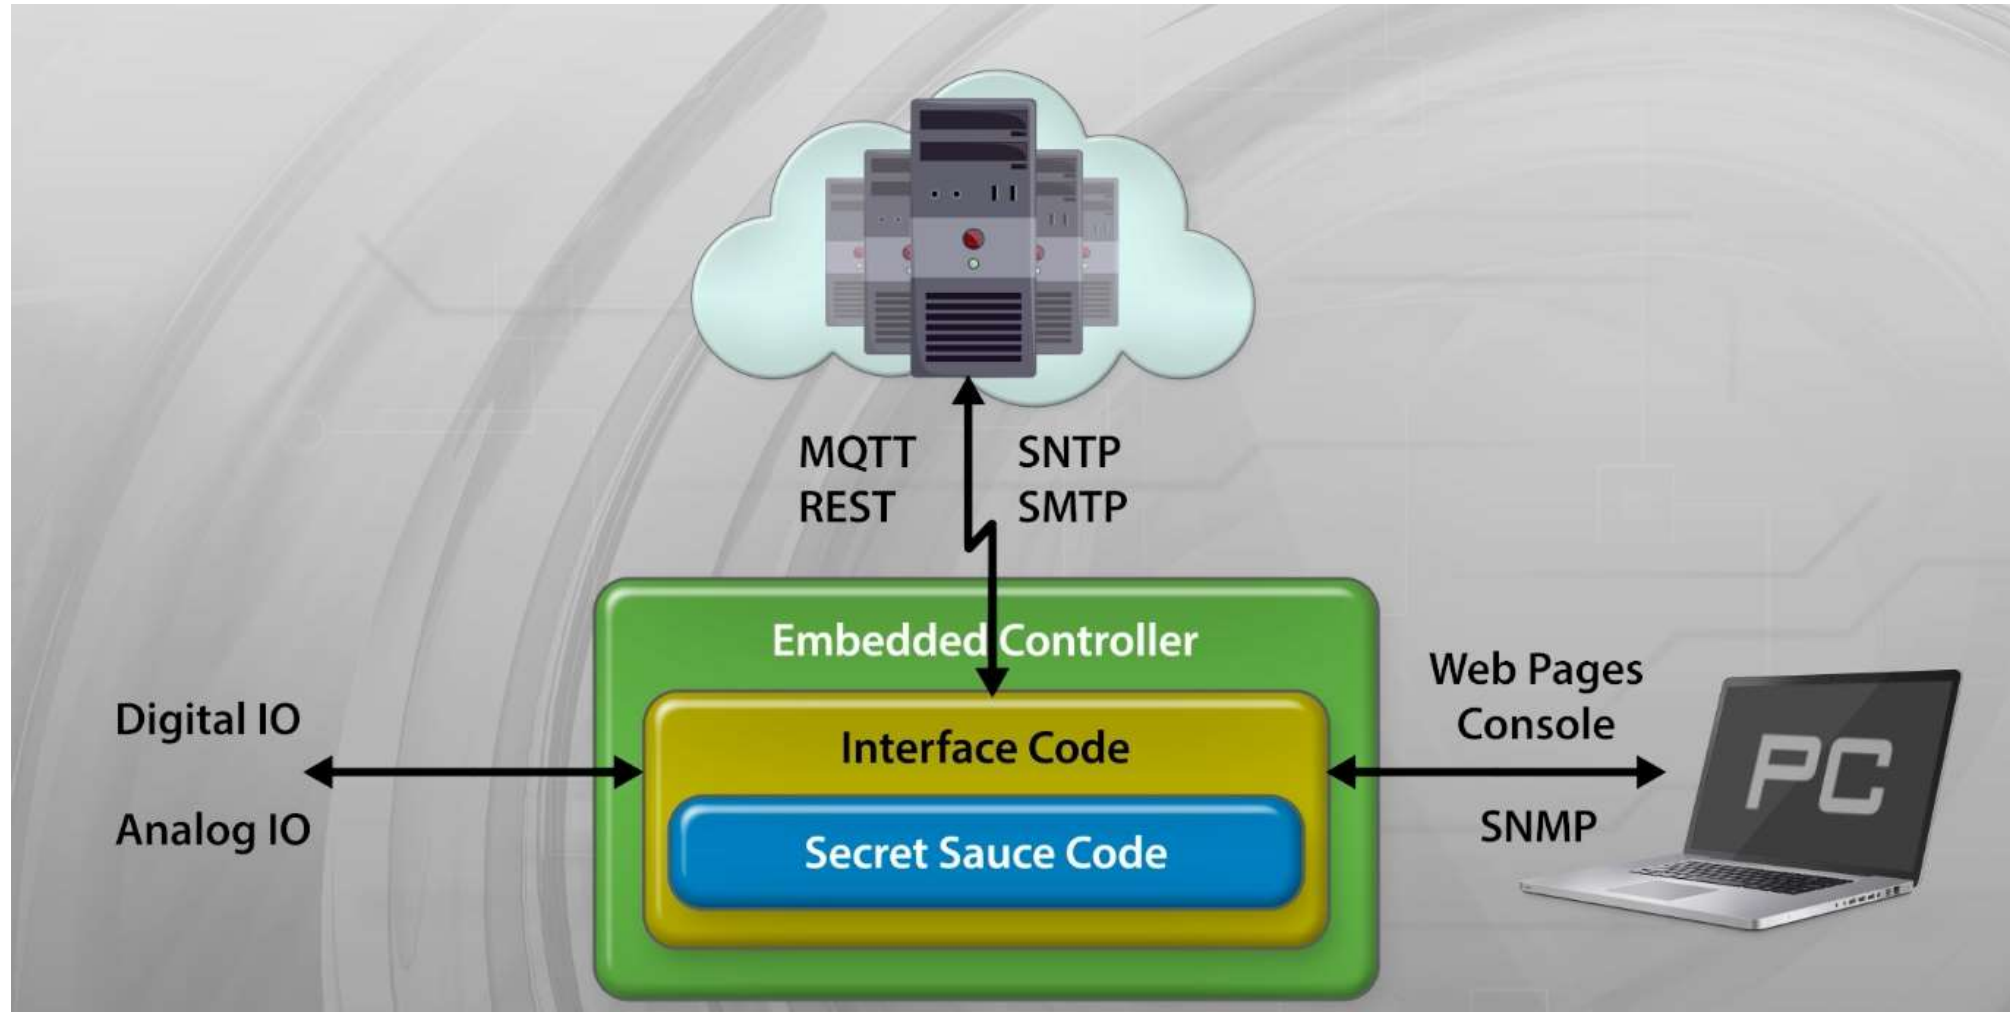 MQTT
REST
SNTP
SMTP
Embedded Controller
Digital IO
Analog IO
Interface Code
Secret Sauce Code
Web Pages
Console
SNMP
PC